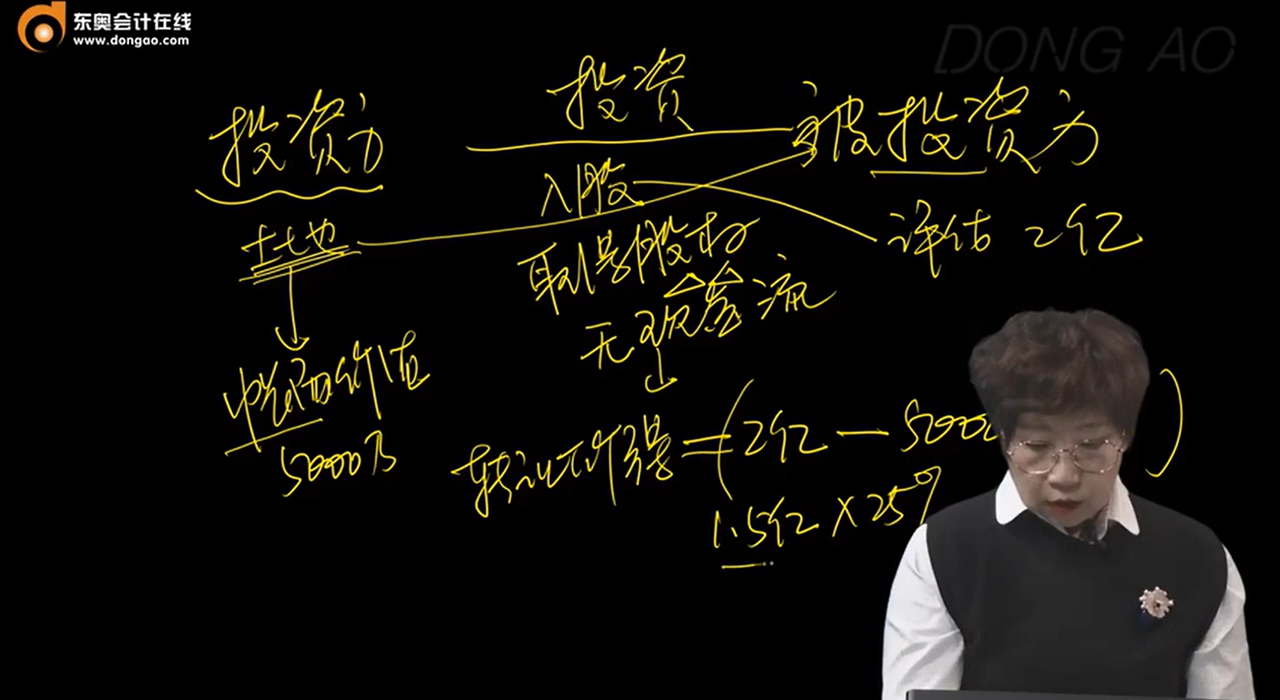 东奥会计在线
www.dongao.com
DONG AO
投资
投资方
被投资方
入股
土地
评估 2亿
取得股权
无现金流
价值
5000万
转让所得=(2亿-5000
)
1.5亿×25%